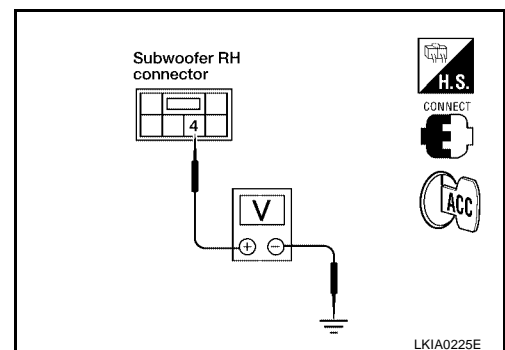 Subwoofer RH
connector
4
V
+ −
H.S.
CONNECT
ACC
LKIA0225E